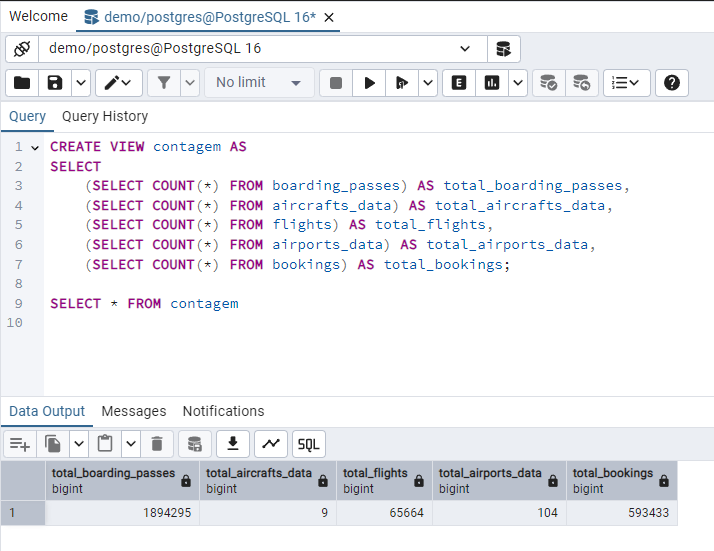 Welcome demo/postgres@PostgreSQL 16*
demo/postgres@PostgreSQL 16
No limit E
Query Query History
1 CREATE VIEW contagem AS
2 SELECT
3 (SELECT COUNT(*) FROM boarding_passes) AS total_boarding_passes,
4 (SELECT COUNT(*) FROM aircrafts_data) AS total_aircrafts_data,
5 (SELECT COUNT(*) FROM flights) AS total_flights,
6 (SELECT COUNT(*) FROM airports_data) AS total_airports_data,
7 (SELECT COUNT(*) FROM bookings) AS total_bookings;
8
9 SELECT * FROM contagem
10
Data Output Messages Notifications
SQL
total_boarding_passes total_aircrafts_data total_flights total_airports_data total_bookings
bigint bigint bigint bigint bigint
1 1894295 9 65664 104 593433